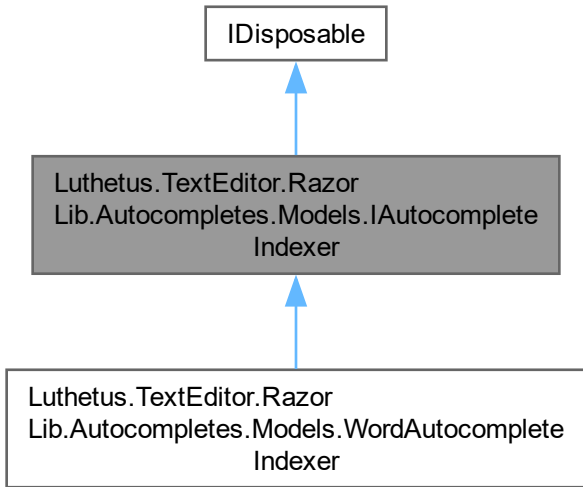 IDisposable
Luthetus.TextEditor.Razor
Lib.Autocompletes.Models.IAutocomplete
Indexer
Luthetus.TextEditor.Razor
Lib.Autocompletes.Models.WordAutocomplete
Indexer